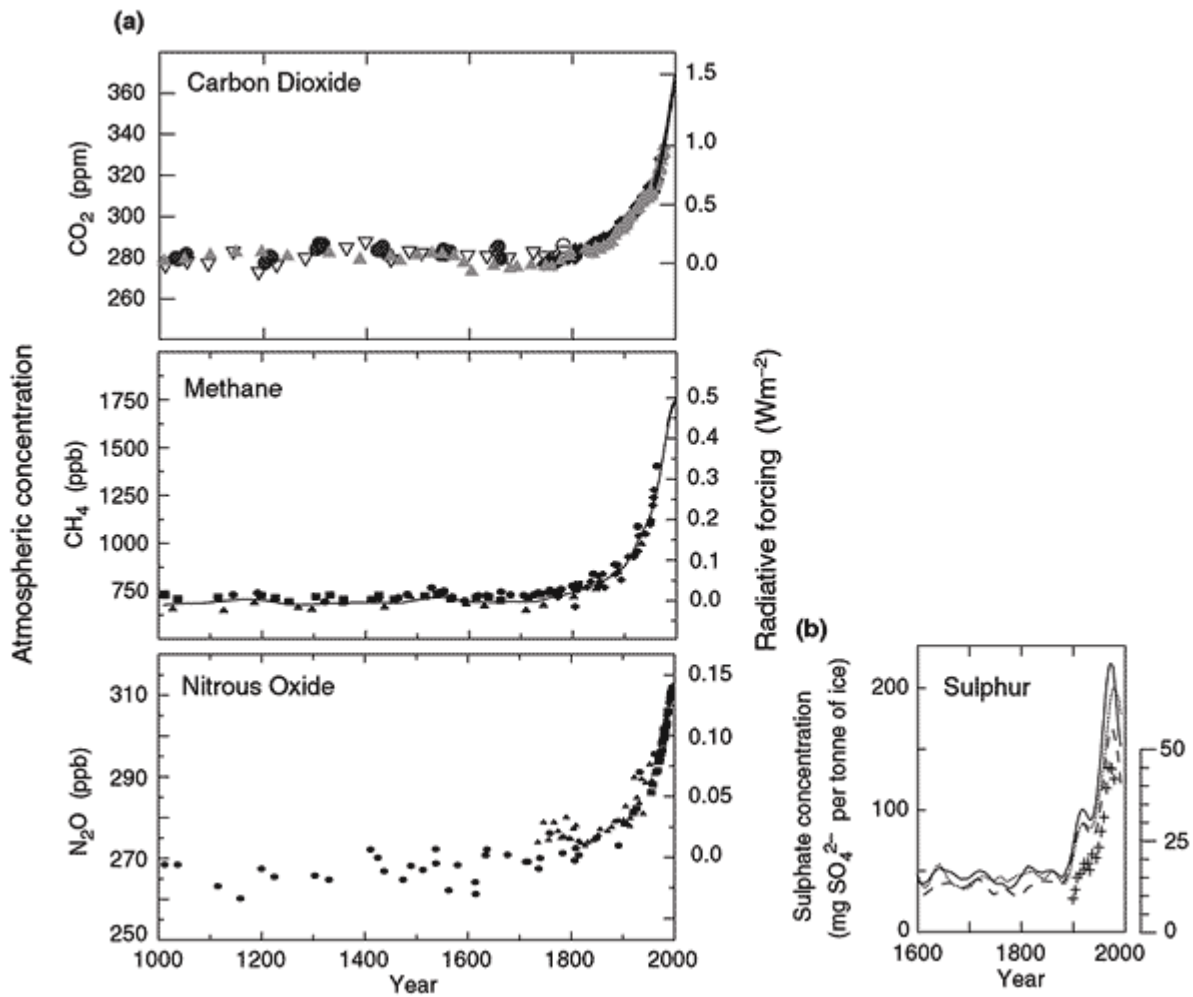 (a)
Atmospheric concentration
Carbon Dioxide
CO₂ (ppm)
360
340
320
300
280
260
1.5
1.0
0.5
0.0
Methane
CH₄ (ppb)
1750
1500
1250
1000
750
0.5
0.4
0.3
0.2
0.1
0.0
Radiative forcing (Wm⁻²)
Nitrous Oxide
N₂O (ppb)
310
290
270
250
0.15
0.10
0.05
0.0
1000
1200
1400
1600
1800
2000
Year
(b)
Sulphur
Sulphate concentration
(mg SO₄²⁻ per tonne of ice)
200
100
0
50
25
0
1600
1800
2000
Year